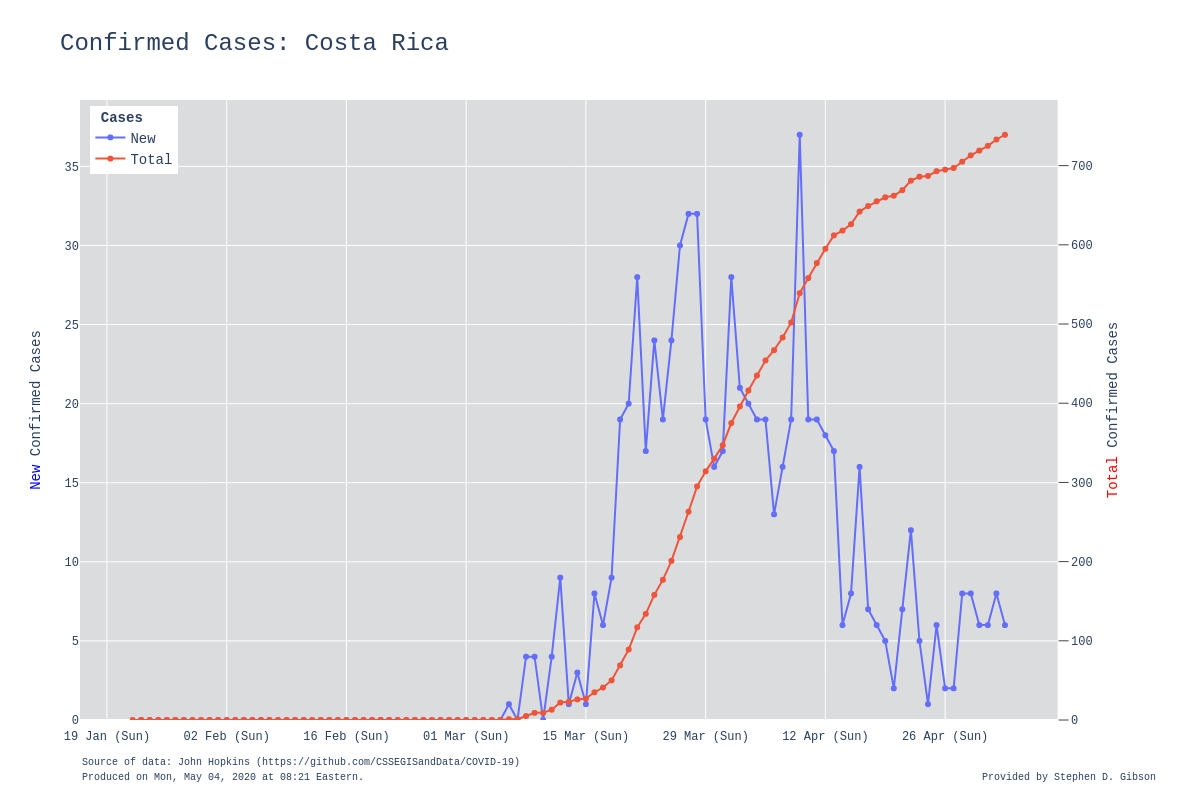 Confirmed Cases: Costa Rica
Cases
New
Total
35
30
25
20
15
10
5
0
New Confirmed Cases
700
600
500
400
300
200
100
0
Total Confirmed Cases
19 Jan (Sun) 02 Feb (Sun) 16 Feb (Sun) 01 Mar (Sun) 15 Mar (Sun) 29 Mar (Sun) 12 Apr (Sun) 26 Apr (Sun)
Source of data: John Hopkins (https://github.com/CSSEGISandData/COVID-19)
Produced on Mon, May 04, 2020 at 08:21 Eastern.
Provided by Stephen D. Gibson